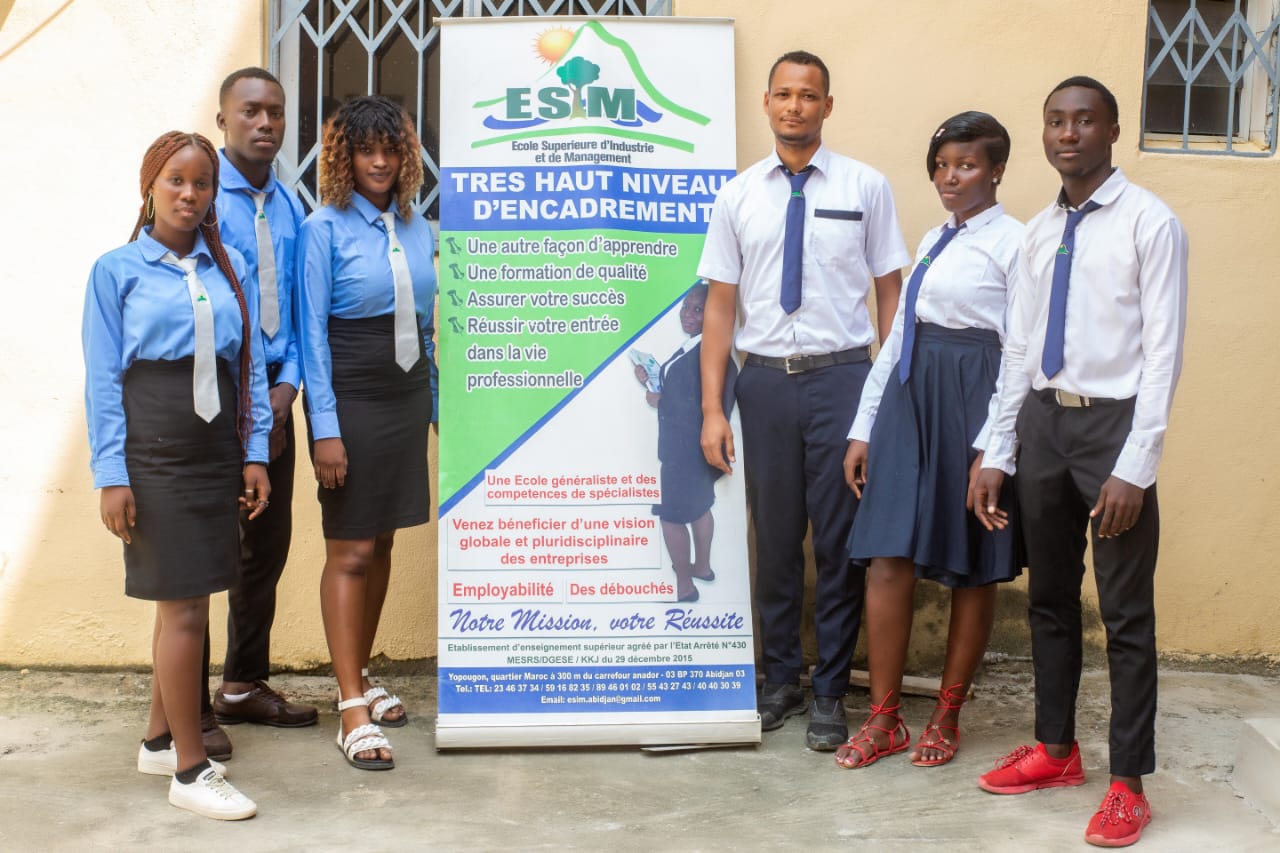 ESIM
Ecole Superieure d'Industrie
et de Management
TRES HAUT NIVEAU
D'ENCADREMENT
Une autre façon d'apprendre
Une formation de qualité
Assurer votre succès
Réussir votre entrée
dans la vie
professionnelle
Une Ecole généraliste et des
competences de spécialistes
Venez béneficier d'une vision
globale et pluridisciplinaire
des entreprises
Employabilité Des débouchés
Notre Mission, votre Réussite
Etablissement d'enseignement supérieur agréé par l'Etat Arrêté N°430
MESRS/DGESE / KKJ du 29 décembre 2015
Yopougon, quartier Maroc à 300 m du carrefour anador - 03 BP 370 Abidjan 03
Tel.: TEL: 23 46 37 34 / 59 16 82 35 / 89 46 01 02 / 55 43 27 43 / 40 40 30 39
Email: esim.abidjan@gmail.com